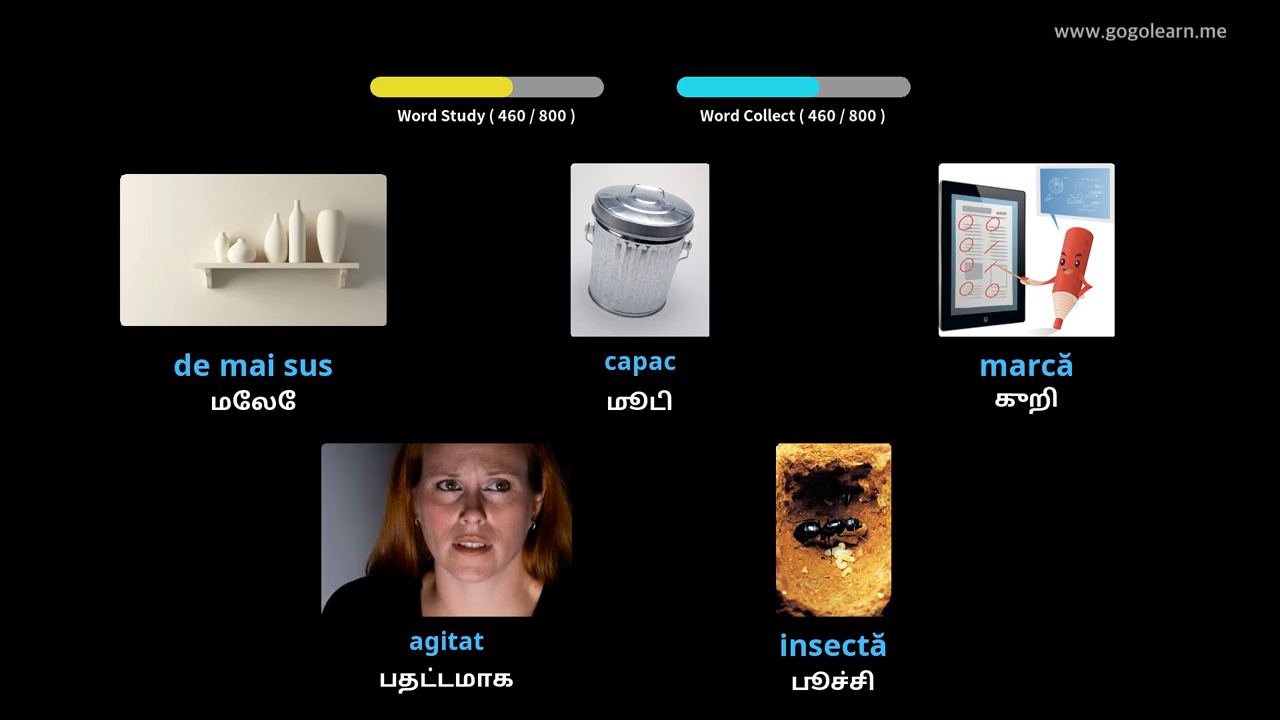 www.gogolearn.me
Word Study ( 460 / 800 )
Word Collect ( 460 / 800 )
de mai sus
மலேே
capac
மூடி
marcă
குறி
agitat
பதட்டமாக
insectă
பூச்சி